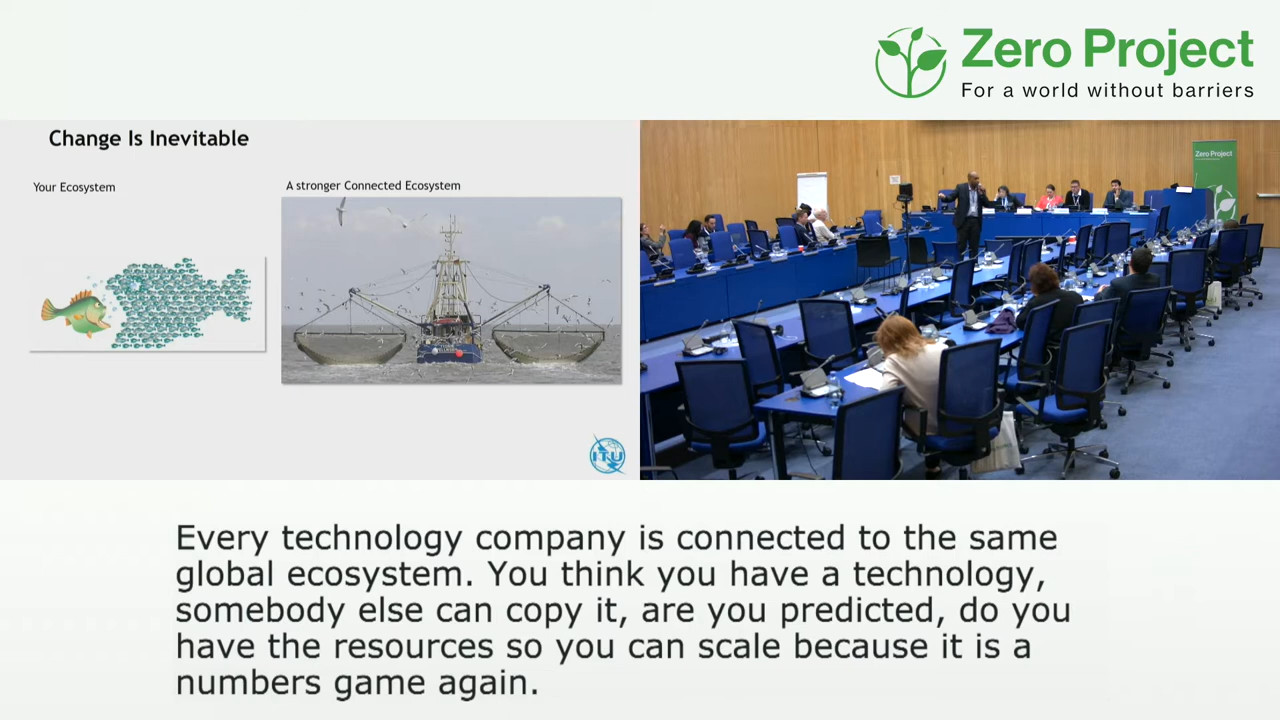 Zero Project
For a world without barriers
Change Is Inevitable
Your Ecosystem
A stronger Connected Ecosystem
ITU
Zero Project
Every technology company is connected to the same
global ecosystem. You think you have a technology,
somebody else can copy it, are you predicted, do you
have the resources so you can scale because it is a
numbers game again.